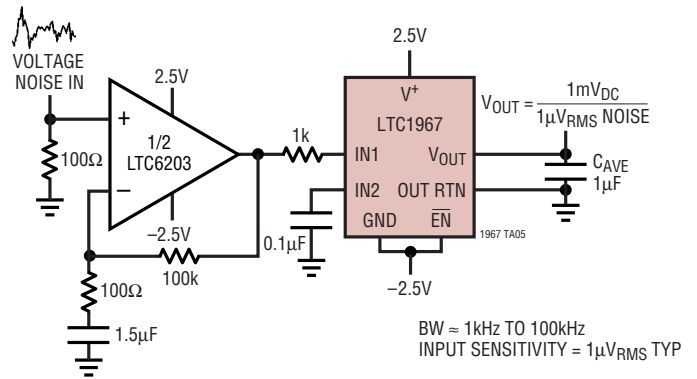 VOLTAGE
NOISE IN
2.5V
+
1/2
LTC6203
–
–2.5V
100Ω
100k
100Ω
1.5µF
1k
0.1µF
2.5V
V+
LTC1967
IN1
VOUT
IN2
OUT RTN
GND
EN
–2.5V
VOUT = 1mVDC
1µVRMS NOISE
CAVE
1µF
1967 TA05
BW ≈ 1kHz TO 100kHz
INPUT SENSITIVITY = 1µVRMS TYP